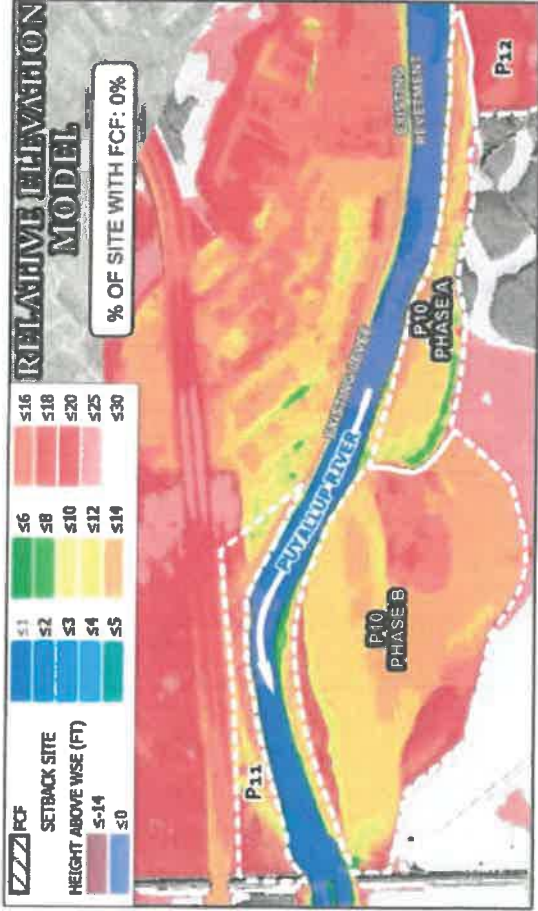 RELATIVE ELEVATION
MODEL
% OF SITE WITH FCF: 0%
FCF
SETBACK SITE
HEIGHT ABOVE WSE (FT)
≤-14
≤0
≤1
≤2
≤3
≤4
≤5
≤6
≤8
≤10
≤12
≤14
≤16
≤18
≤20
≤25
≤30
P11
PUYALLUP RIVER
EXISTING LEVEE
EXISTING
REVETMENT
P10
PHASE A
P10
PHASE B
P12